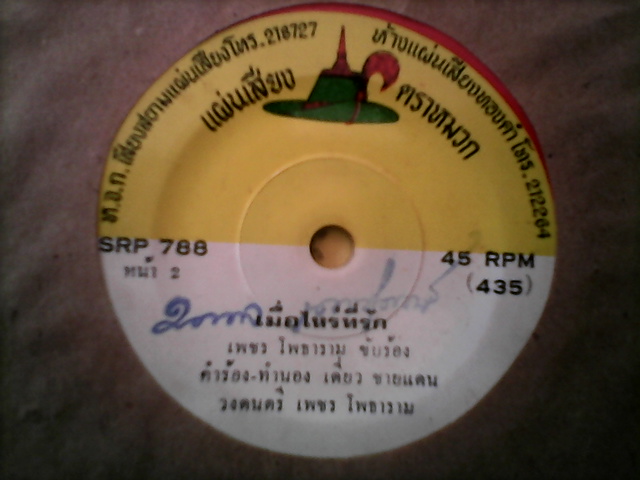 ห.จ.ก. เสียงสยามแผ่นเสียงโทร. 218727
ห้างแผ่นเสียงทองคำ โทร. 212264
แผ่นเสียง
ตราหมวก
SRP 788
หน้า 2
45 RPM
(435)
เมื่อไหร่ที่รัก
เพชร โพธาราม ขับร้อง
คำร้อง-ทำนอง เดี่ยว ชายแดน
วงดนตรี เพชร โพธาราม